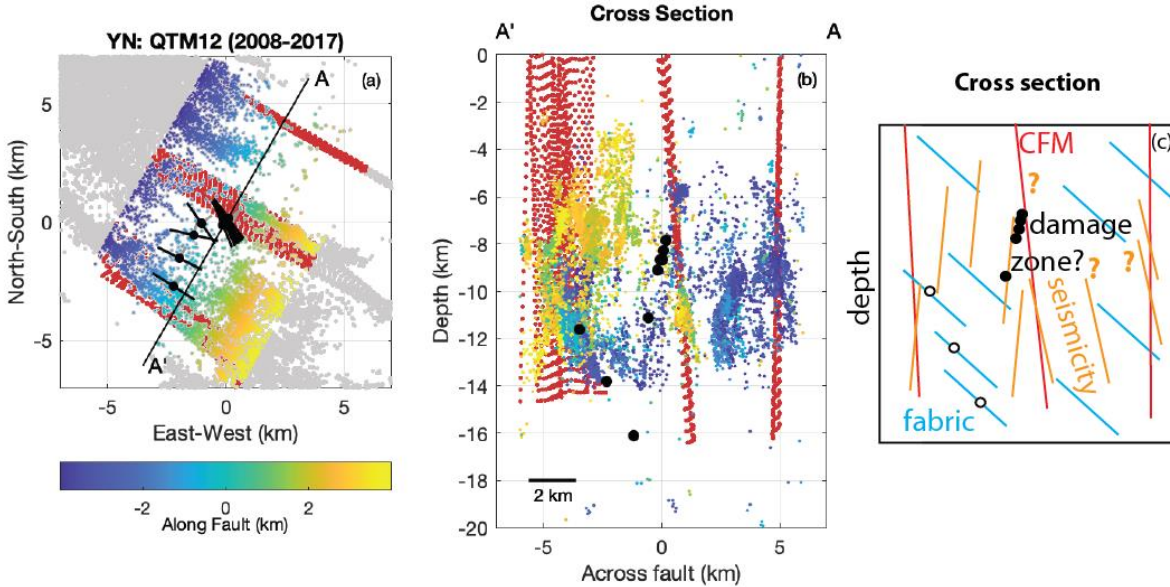 YN: QTM12 (2008-2017)
(a)
A
A'
5
0
-5
North-South (km)
-5
0
5
East-West (km)
-2
0
2
Along Fault (km)
Cross Section
A'
A
(b)
0
-2
-4
-6
-8
-10
-12
-14
-16
-18
-20
Depth (km)
2 km
-5
0
5
Across fault (km)
Cross section
(c)
CFM
?
damage
zone?
?
?
seismicity
fabric
depth